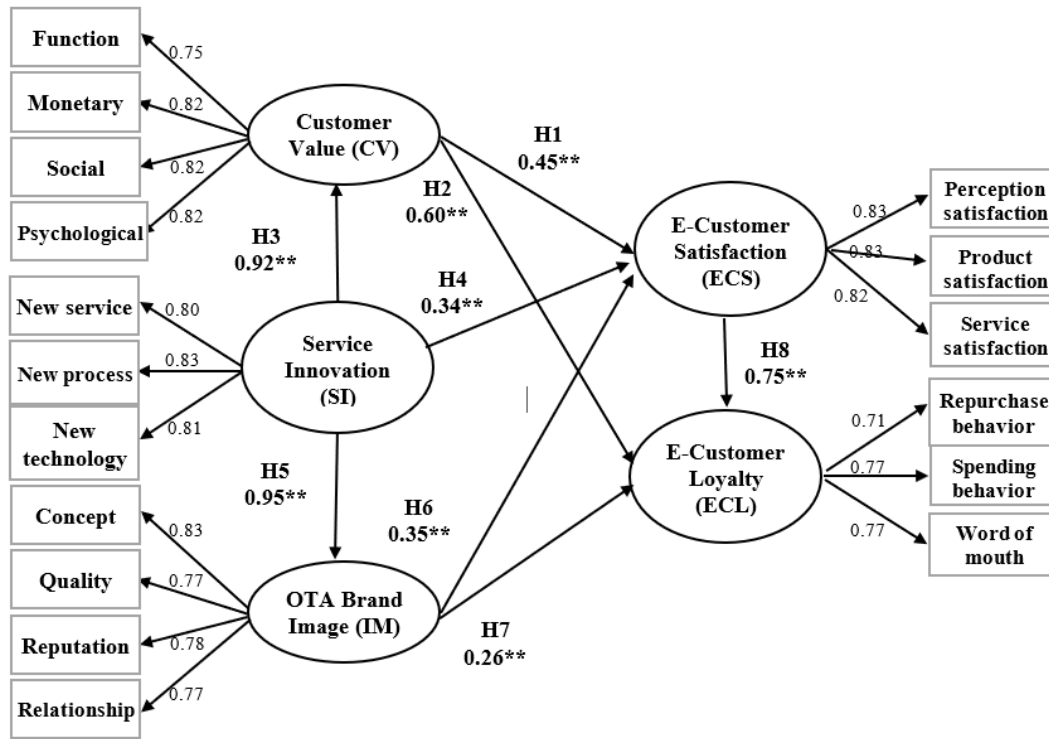 Function
Monetary
Social
Psychological
0.75
0.82
0.82
0.82
Customer
Value (CV)
H1
0.45**
H2
0.60**
H3
0.92**
H4
0.34**
New service
New process
New
technology
0.80
0.83
0.81
Service
Innovation
(SI)
E-Customer
Satisfaction
(ECS)
0.83
0.83
0.82
Perception
satisfaction
Product
satisfaction
Service
satisfaction
H8
0.75**
H5
0.95**
H6
0.35**
E-Customer
Loyalty
(ECL)
0.71
0.77
0.77
Repurchase
behavior
Spending
behavior
Word of
mouth
Concept
Quality
Reputation
Relationship
0.83
0.77
0.78
0.77
OTA Brand
Image (IM)
H7
0.26**